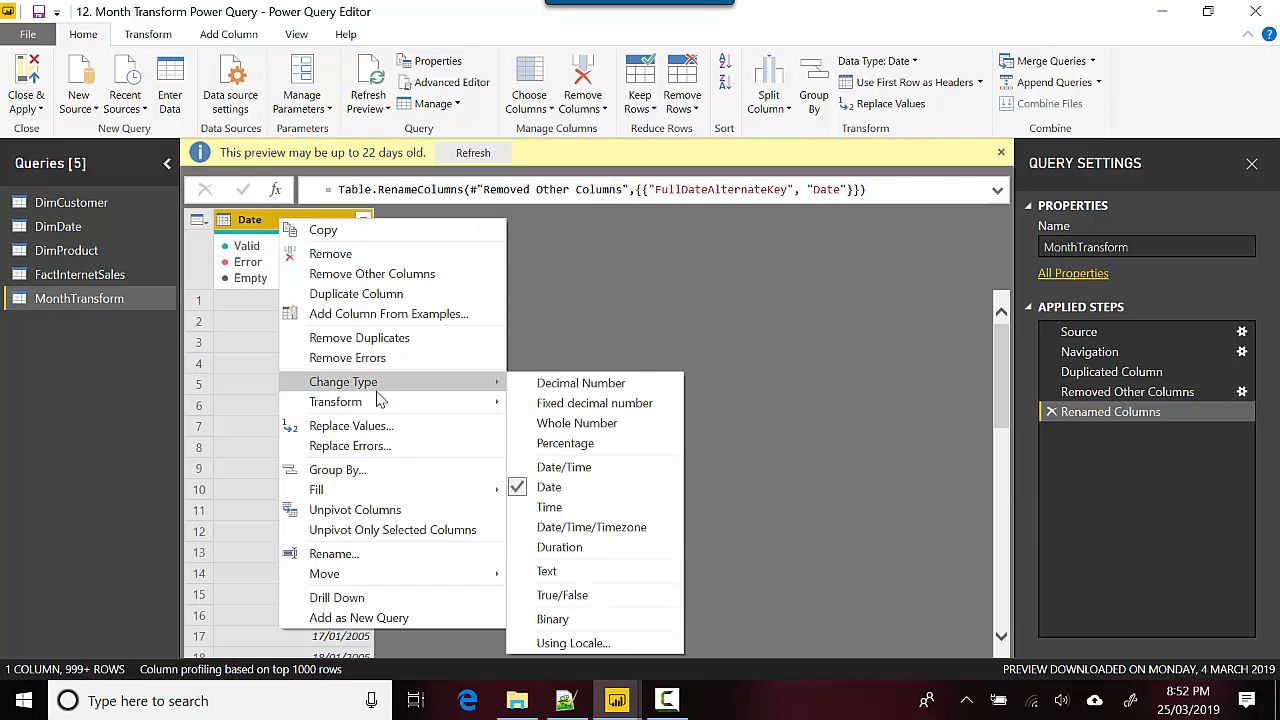 12. Month Transform Power Query - Power Query Editor
File Home Transform Add Column View Help
Close & Apply
New Source
Recent Sources
Enter Data
Data source settings
Manage Parameters
Refresh Preview
Properties
Advanced Editor
Manage
Choose Columns
Remove Columns
Keep Rows
Remove Rows
Split Column
Group By
Data Type: Date
Use First Row as Headers
Replace Values
Merge Queries
Append Queries
Combine Files
Close New Query Data Sources Parameters Query Manage Columns Reduce Rows Sort Transform Combine
Queries [5]
DimCustomer
DimDate
DimProduct
FactInternetSales
MonthTransform
This preview may be up to 22 days old. Refresh
= Table.RenameColumns(#"Removed Other Columns",{{"FullDateAlternateKey", "Date"}})
Date
Valid
Error
Empty
1
2
3
4
5
6
7
8
9
10
11
12
13
14
15
16
17 17/01/2005
18 18/01/2005
Copy
Remove
Remove Other Columns
Duplicate Column
Add Column From Examples...
Remove Duplicates
Remove Errors
Change Type
Transform
Replace Values...
Replace Errors...
Group By...
Fill
Unpivot Columns
Unpivot Only Selected Columns
Rename...
Move
Drill Down
Add as New Query
Decimal Number
Fixed decimal number
Whole Number
Percentage
Date/Time
Date
Time
Date/Time/Timezone
Duration
Text
True/False
Binary
Using Locale...
QUERY SETTINGS
PROPERTIES
Name
MonthTransform
All Properties
APPLIED STEPS
Source
Navigation
Duplicated Column
Removed Other Columns
Renamed Columns
1 COLUMN, 999+ ROWS Column profiling based on top 1000 rows PREVIEW DOWNLOADED ON MONDAY, 4 MARCH 2019
Type here to search
8:52 PM
25/03/2019